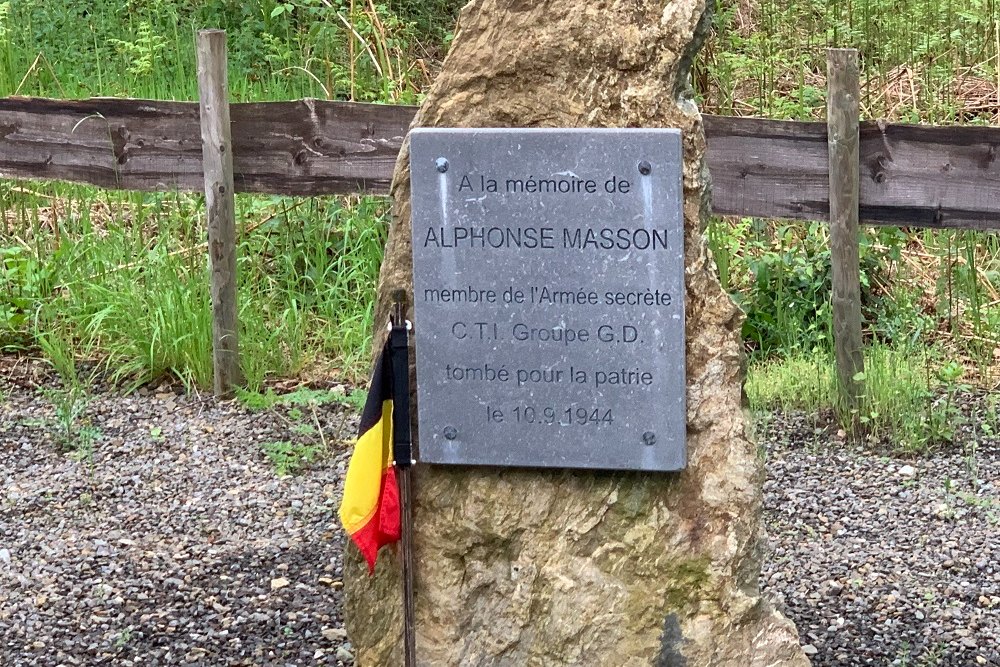 A la mémoire de
ALPHONSE MASSON
membre de l'Armée secrète
C.T.I. Groupe G.D.
tombé pour la patrie
le 10.9.1944